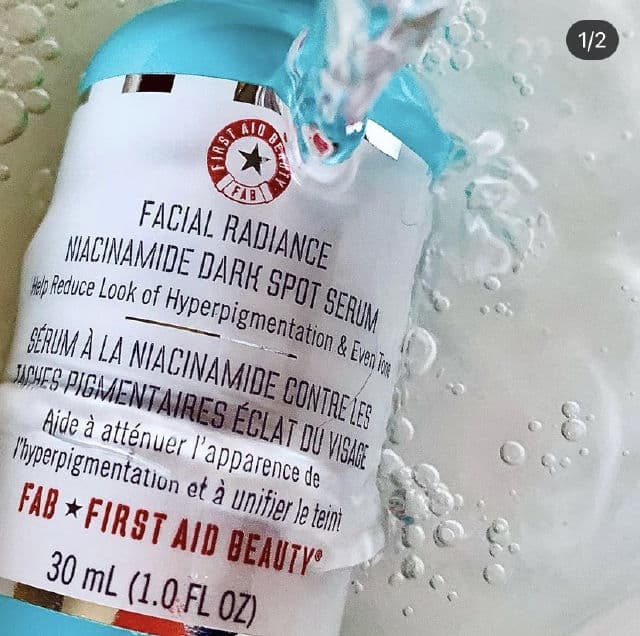 1/2
FIRST AID BEAUTY
FAB
FACIAL RADIANCE
NIACINAMIDE DARK SPOT SERUM
Help Reduce Look of Hyperpigmentation & Even Tone
SÉRUM À LA NIACINAMIDE CONTRE LES
TACHES PIGMENTAIRES ÉCLAT DU VISAGE
Aide à atténuer l'apparence de
l'hyperpigmentation et à unifier le teint
FAB ★ FIRST AID BEAUTY®
30 mL (1.0 FL OZ)